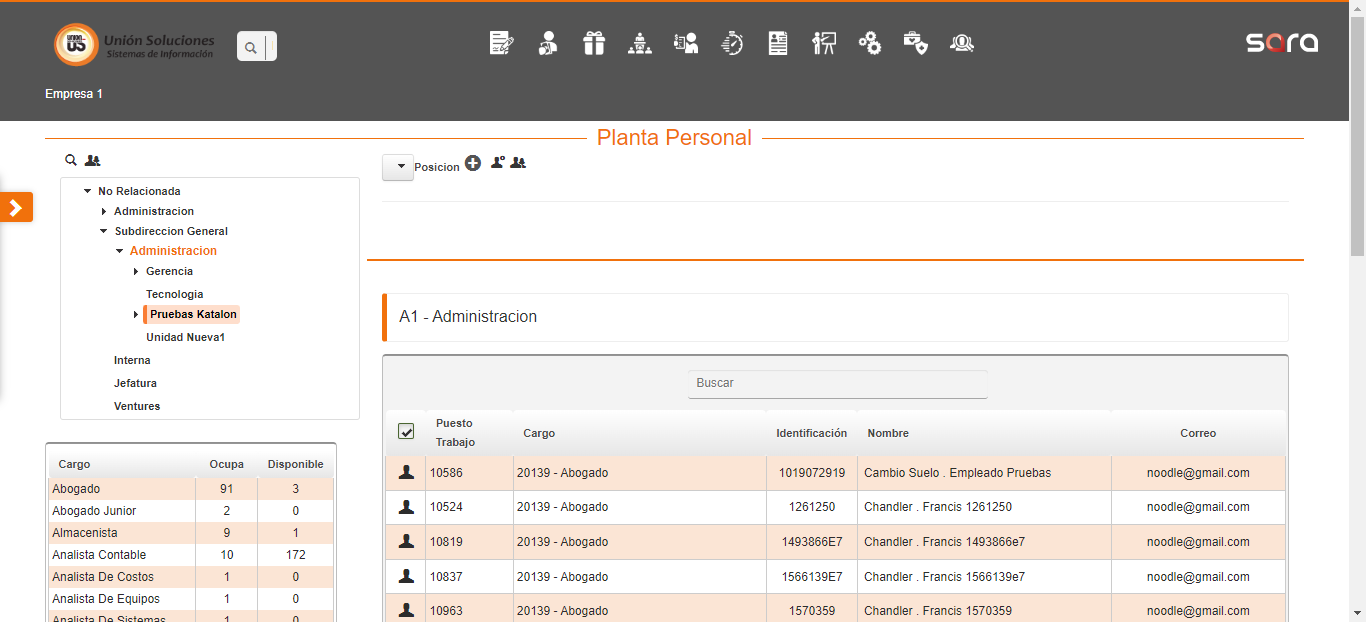 UNION
US
Unión Soluciones
Sistemas de Información
sara
Empresa 1
Planta Personal
Posicion
No Relacionada
Administracion
Subdireccion General
Administracion
Gerencia
Tecnologia
Pruebas Katalon
Unidad Nueva1
Interna
Jefatura
Ventures
Cargo Ocupa Disponible
Abogado 91 3
Abogado Junior 2 0
Almacenista 9 1
Analista Contable 10 172
Analista De Costos 1 0
Analista De Equipos 1 0
Analista De Sistemas 1 0
A1 - Administracion
Buscar
Puesto Trabajo Cargo Identificación Nombre Correo
10586 20139 - Abogado 1019072919 Cambio Suelo . Empleado Pruebas noodle@gmail.com
10524 20139 - Abogado 1261250 Chandler . Francis 1261250 noodle@gmail.com
10819 20139 - Abogado 1493866E7 Chandler . Francis 1493866e7 noodle@gmail.com
10837 20139 - Abogado 1566139E7 Chandler . Francis 1566139e7 noodle@gmail.com
10963 20139 - Abogado 1570359 Chandler . Francis 1570359 noodle@gmail.com